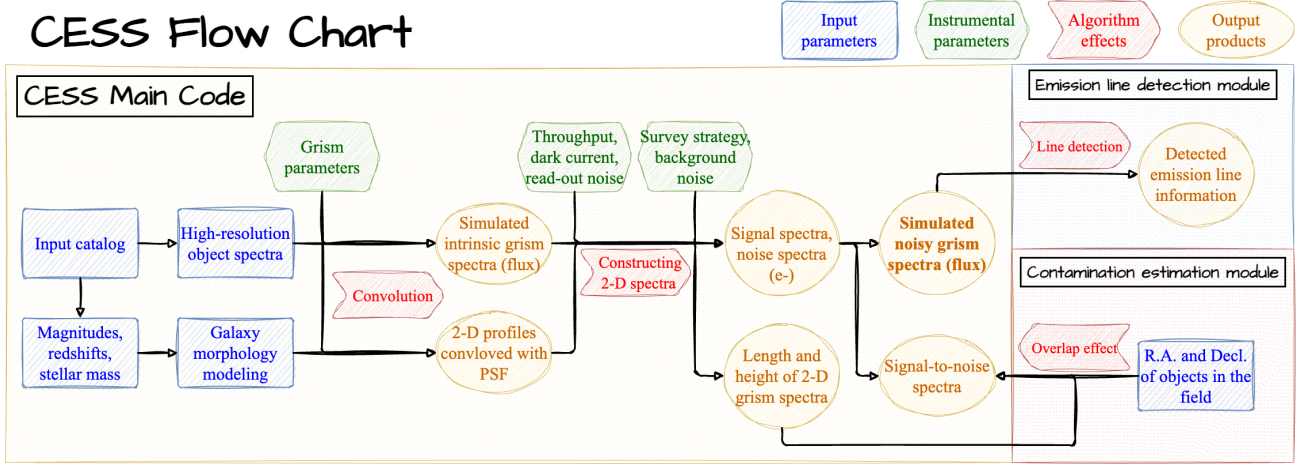 CESS Flow Chart
Input
parameters
Instrumental
parameters
Algorithm
effects
Output
products
CESS Main Code
Grism
parameters
Throughput,
dark current,
read-out noise
Survey strategy,
background
noise
Input catalog
High-resolution
object spectra
Simulated
intrinsic grism
spectra (flux)
Signal spectra,
noise spectra
(e-)
Simulated
noisy grism
spectra (flux)
Convolution
Constructing
2-D spectra
Magnitudes,
redshifts,
stellar mass
Galaxy
morphology
modeling
2-D profiles
convloved with
PSF
Length and
height of 2-D
grism spectra
Signal-to-noise
spectra
Emission line detection module
Line detection
Detected
emission line
information
Contamination estimation module
Overlap effect
R.A. and Decl.
of objects in the
field